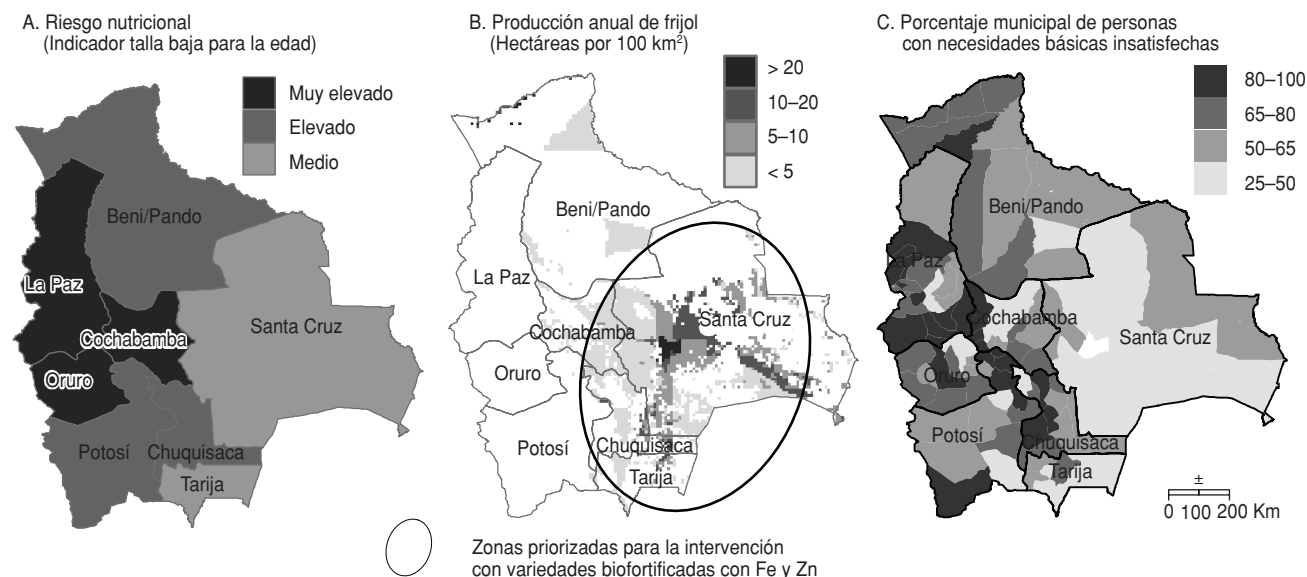 A. Riesgo nutricional
(Indicador talla baja para la edad)
Muy elevado
Elevado
Medio
Beni/Pando
La Paz
Cochabamba
Santa Cruz
Oruro
Potosí
Chuquisaca
Tarija
B. Producción anual de frijol
(Hectáreas por 100 km²)
> 20
10–20
5–10
< 5
Beni/Pando
La Paz
Cochabamba
Santa Cruz
Oruro
Potosí
Chuquisaca
Tarija
Zonas priorizadas para la intervención
con variedades biofortificadas con Fe y Zn
C. Porcentaje municipal de personas
con necesidades básicas insatisfechas
80–100
65–80
50–65
25–50
Beni/Pando
La Paz
Cochabamba
Santa Cruz
Oruro
Potosí
Chuquisaca
Tarija
±
0 100 200 Km